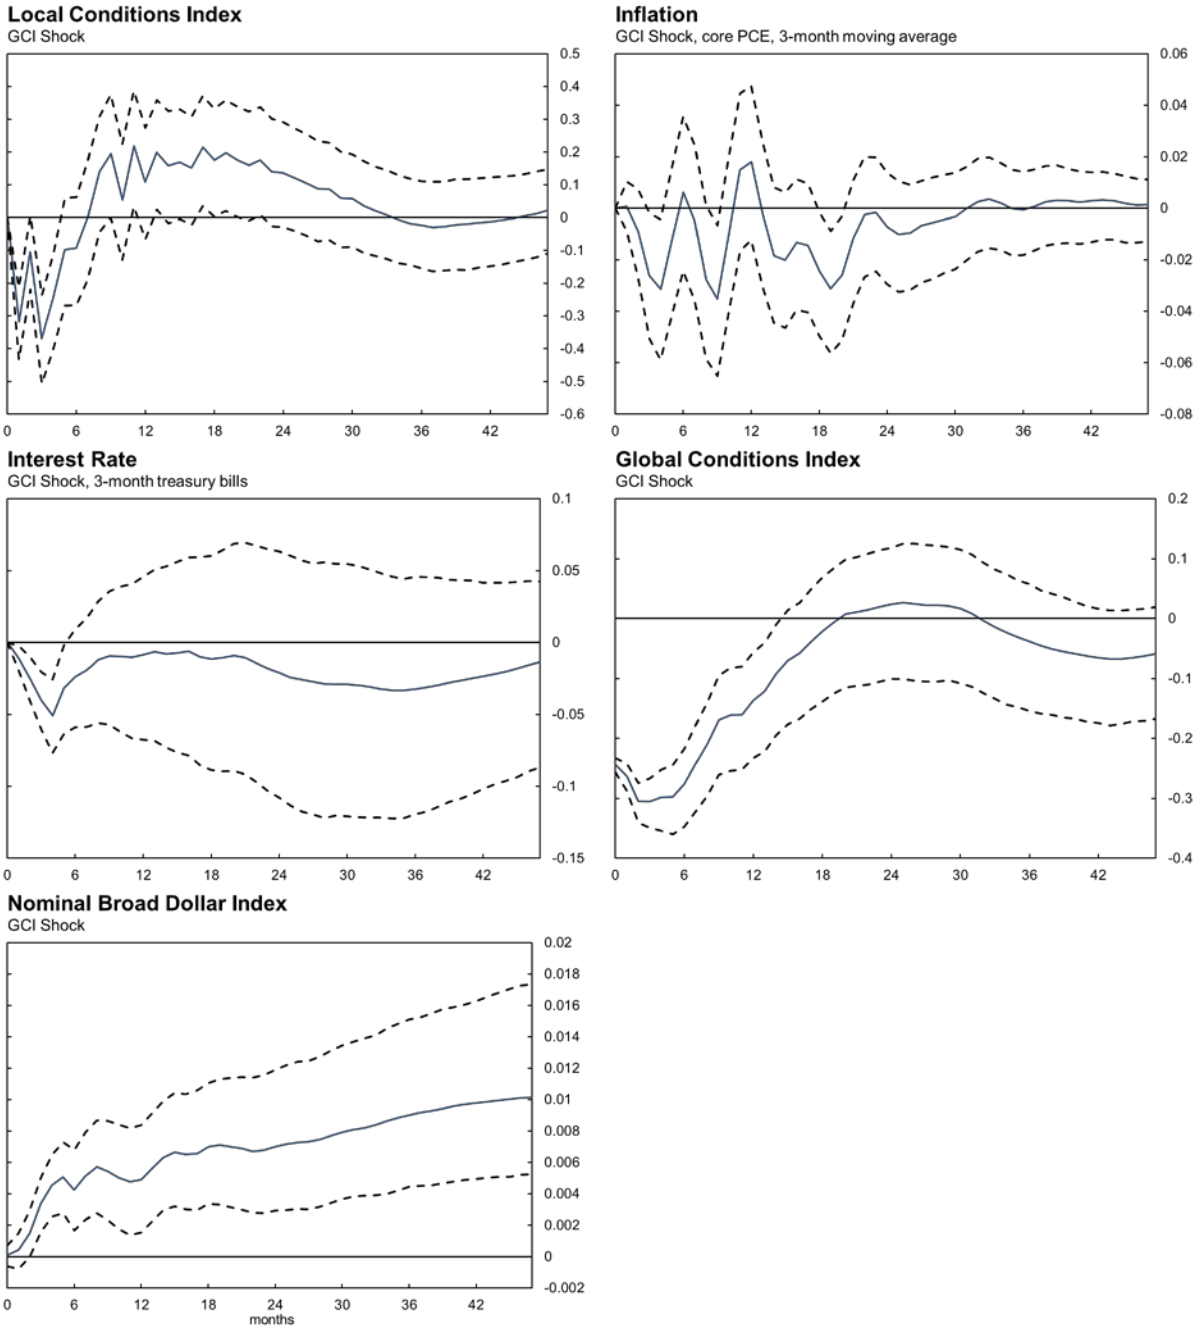 Local Conditions Index
GCI Shock
0.5
0.4
0.3
0.2
0.1
0
-0.1
-0.2
-0.3
-0.4
-0.5
-0.6
0 6 12 18 24 30 36 42
Inflation
GCI Shock, core PCE, 3-month moving average
0.06
0.04
0.02
0
-0.02
-0.04
-0.06
-0.08
0 6 12 18 24 30 36 42
Interest Rate
GCI Shock, 3-month treasury bills
0.1
0.05
0
-0.05
-0.1
-0.15
0 6 12 18 24 30 36 42
Global Conditions Index
GCI Shock
0.2
0.1
0
-0.1
-0.2
-0.3
-0.4
0 6 12 18 24 30 36 42
Nominal Broad Dollar Index
GCI Shock
0.02
0.018
0.016
0.014
0.012
0.01
0.008
0.006
0.004
0.002
0
-0.002
0 6 12 18 24 30 36 42
months